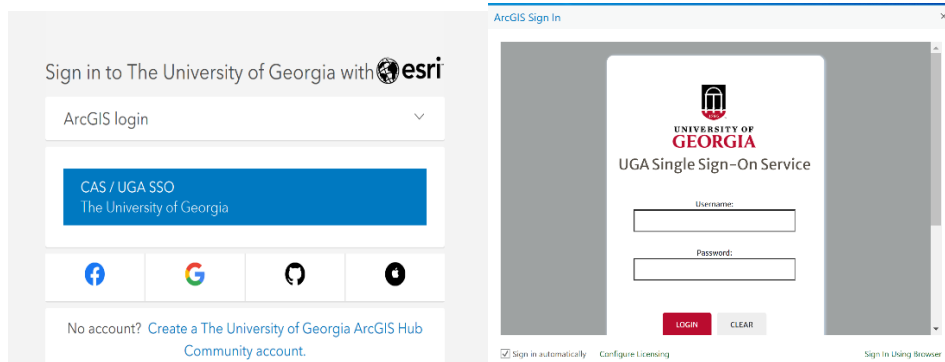 Sign in to The University of Georgia with esri
ArcGIS login
CAS / UGA SSO
The University of Georgia
No account? Create a The University of Georgia ArcGIS Hub
Community account.
ArcGIS Sign In
1785
UNIVERSITY OF
GEORGIA
UGA Single Sign-On Service
Username:
Password:
LOGIN CLEAR
Sign in automatically Configure Licensing Sign In Using Browser